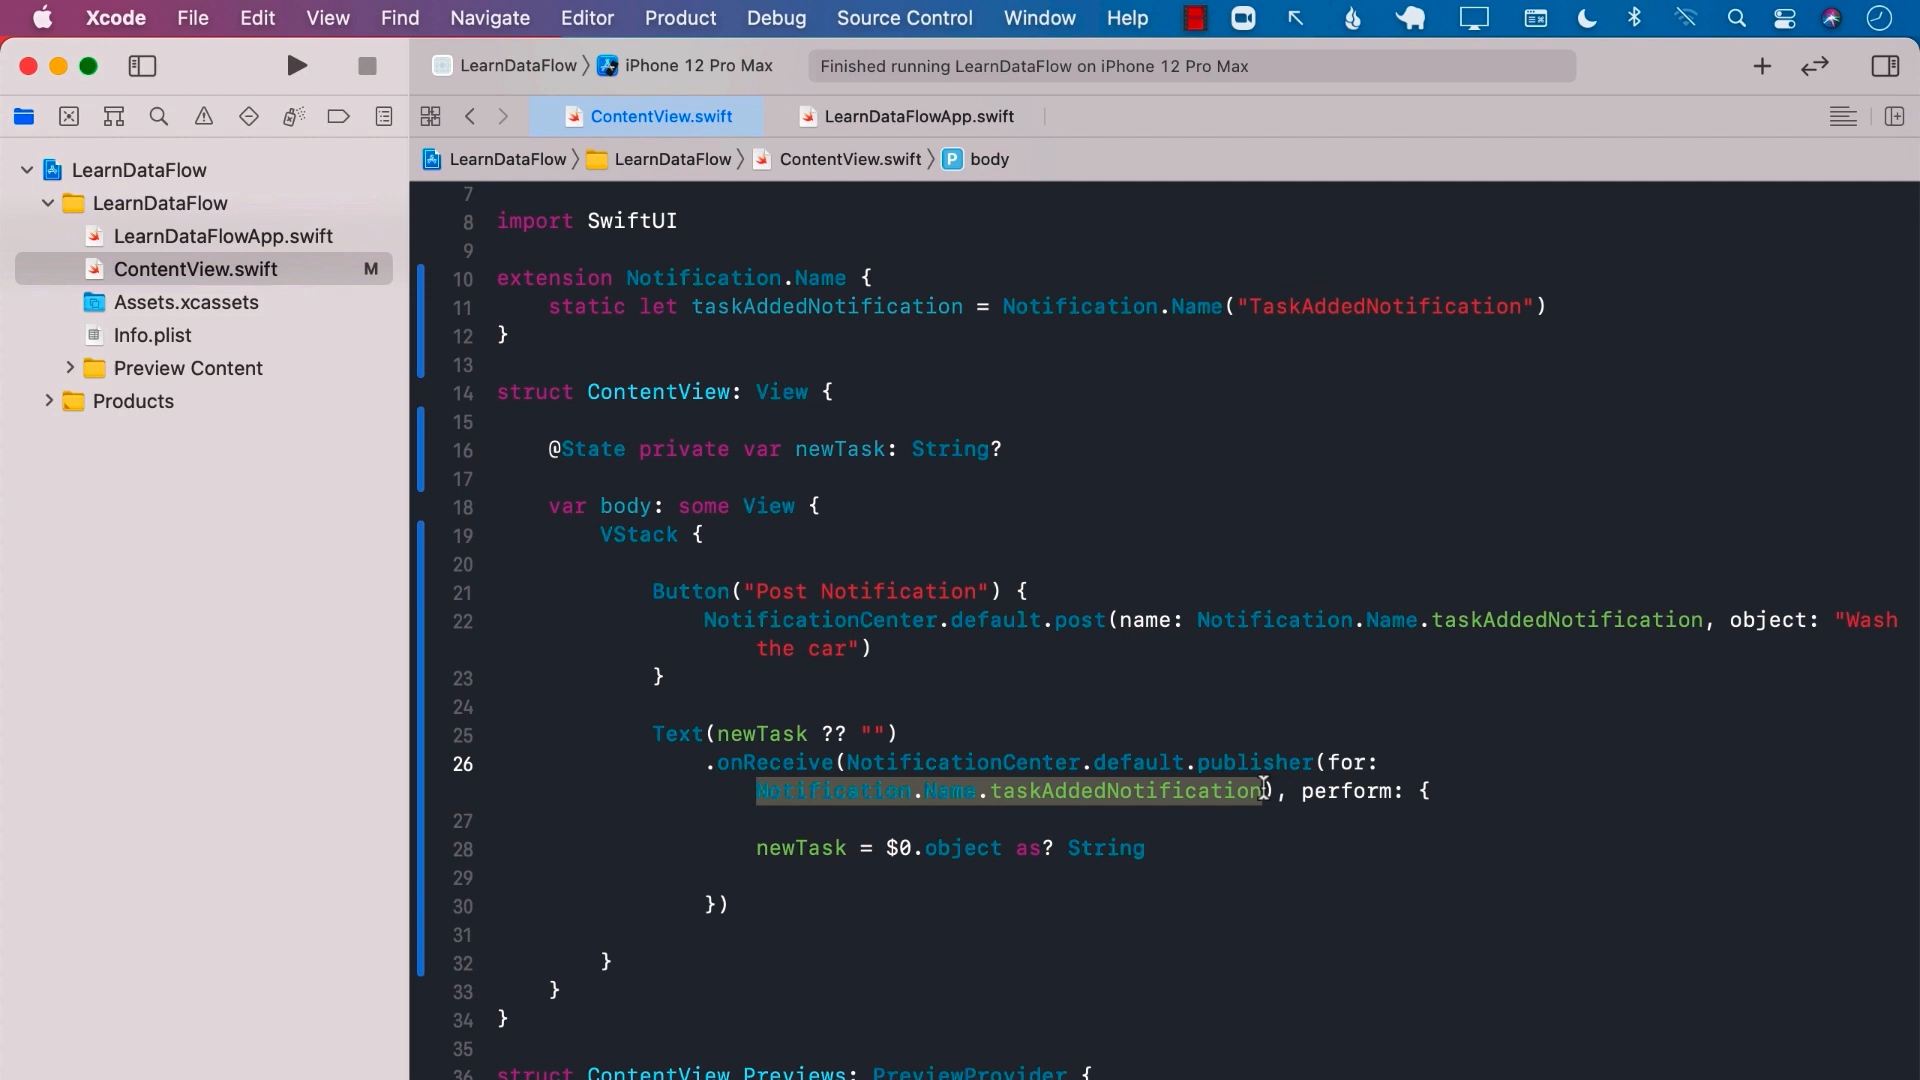 Xcode File Edit View Find Navigate Editor Product Debug Source Control Window Help
LearnDataFlow iPhone 12 Pro Max Finished running LearnDataFlow on iPhone 12 Pro Max
ContentView.swift LearnDataFlowApp.swift
LearnDataFlow LearnDataFlow ContentView.swift P body
LearnDataFlow
LearnDataFlow
LearnDataFlowApp.swift
ContentView.swift M
Assets.xcassets
Info.plist
Preview Content
Products
7
8 import SwiftUI
9
10 extension Notification.Name {
11 static let taskAddedNotification = Notification.Name("TaskAddedNotification")
12 }
13
14 struct ContentView: View {
15
16 @State private var newTask: String?
17
18 var body: some View {
19 VStack {
20
21 Button("Post Notification") {
22 NotificationCenter.default.post(name: Notification.Name.taskAddedNotification, object: "Wash
the car")
23 }
24
25 Text(newTask ?? "")
26 .onReceive(NotificationCenter.default.publisher(for:
Notification.Name.taskAddedNotification), perform: {
27
28 newTask = $0.object as? String
29
30 })
31
32 }
33 }
34 }
35
36 struct ContentView_Previews: PreviewProvider {